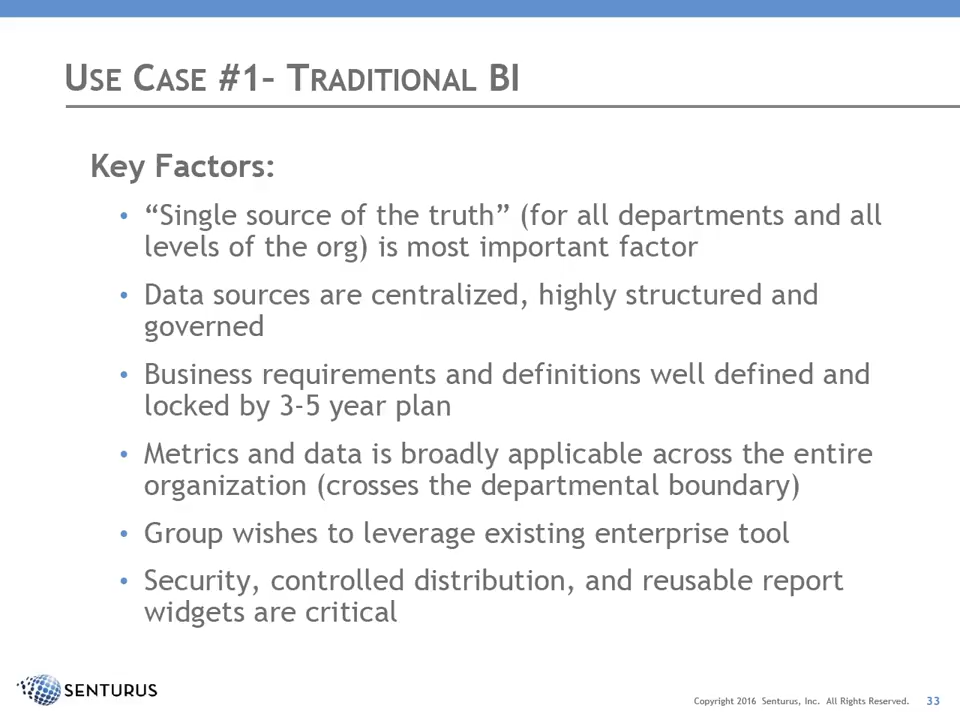 USE CASE #1– TRADITIONAL BI
Key Factors:
• “Single source of the truth” (for all departments and all
levels of the org) is most important factor
• Data sources are centralized, highly structured and
governed
• Business requirements and definitions well defined and
locked by 3-5 year plan
• Metrics and data is broadly applicable across the entire
organization (crosses the departmental boundary)
• Group wishes to leverage existing enterprise tool
• Security, controlled distribution, and reusable report
widgets are critical
SENTURUS
Copyright 2016 Senturus, Inc. All Rights Reserved. 33